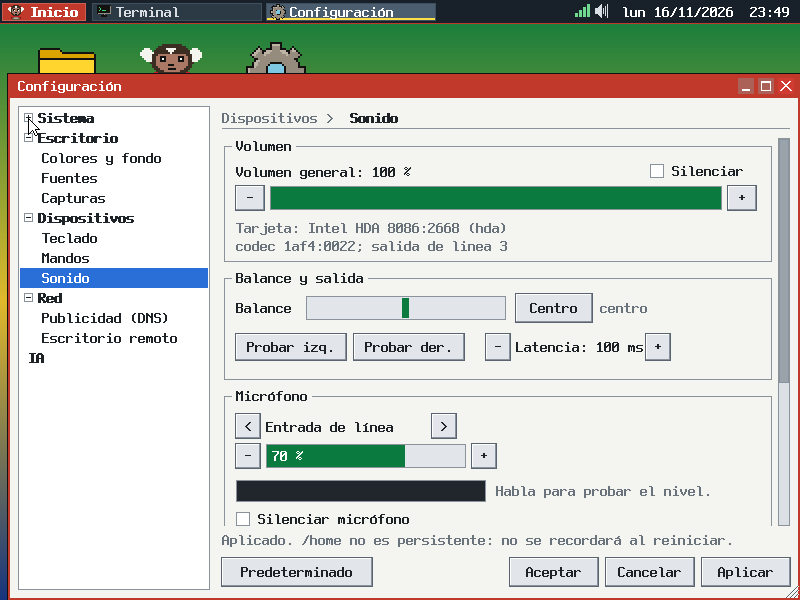 Inicio
Terminal
Configuración
lun 16/11/2026 23:49
Configuración
Sistema
Escritorio
Colores y fondo
Fuentes
Capturas
Dispositivos
Teclado
Mandos
Sonido
Red
Publicidad (DNS)
Escritorio remoto
IA
Dispositivos > Sonido
Volumen
Volumen general: 100 %
Silenciar
- +
Tarjeta: Intel HDA 8086:2668 (hda)
codec 1af4:0022; salida de línea 3
Balance y salida
Balance
Centro
centro
Probar izq.
Probar der.
- Latencia: 100 ms +
Micrófono
< Entrada de línea >
- 70 % +
Habla para probar el nivel.
Silenciar micrófono
Aplicado. /home no es persistente: no se recordará al reiniciar.
Predeterminado
Aceptar
Cancelar
Aplicar